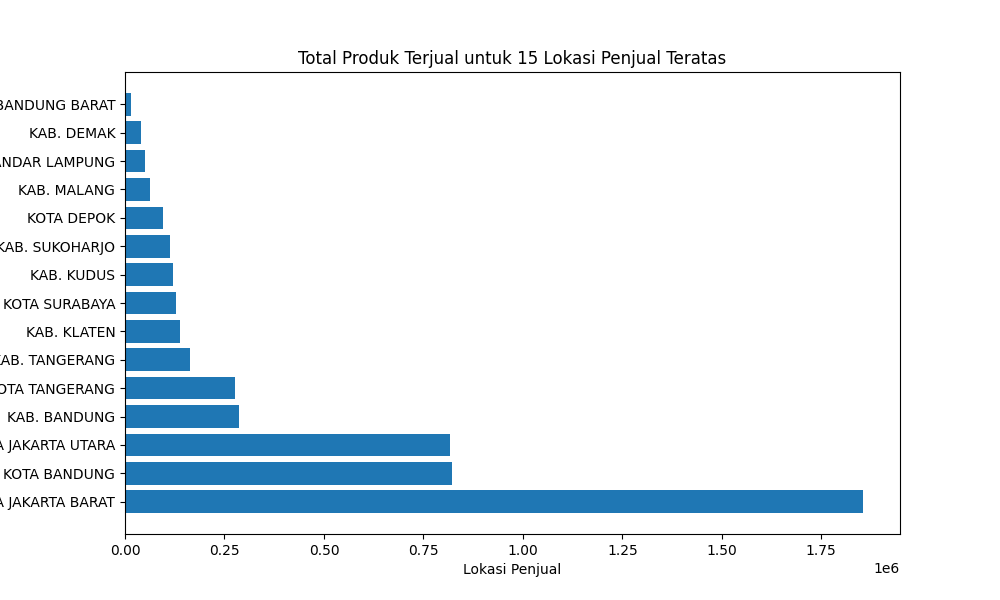 Total Produk Terjual untuk 15 Lokasi Penjual Teratas
BANDUNG BARAT
KAB. DEMAK
ANDAR LAMPUNG
KAB. MALANG
KOTA DEPOK
KAB. SUKOHARJO
KAB. KUDUS
KOTA SURABAYA
KAB. KLATEN
KAB. TANGERANG
OTA TANGERANG
KAB. BANDUNG
A JAKARTA UTARA
KOTA BANDUNG
A JAKARTA BARAT
0.00 0.25 0.50 0.75 1.00 1.25 1.50 1.75
1e6
Lokasi Penjual